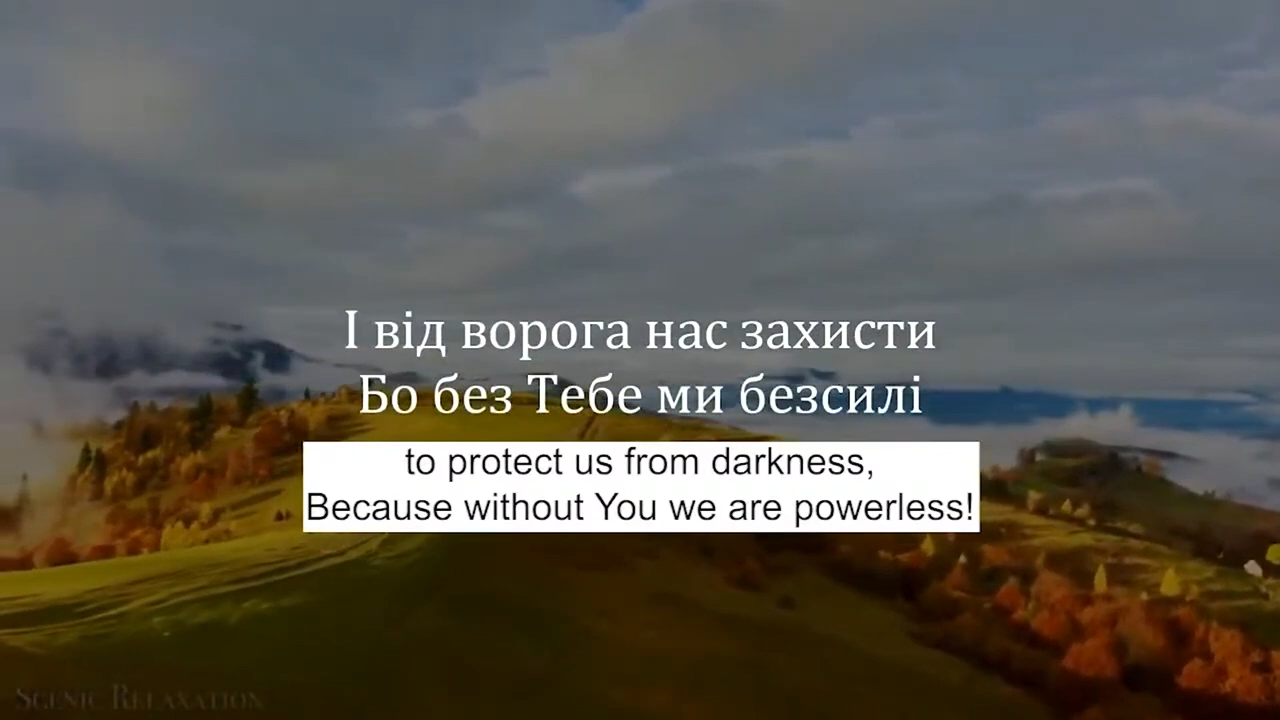 І від ворога нас захисти
Бо без Тебе ми безсилі
to protect us from darkness,
Because without You we are powerless!
SCENIC RELAXATION